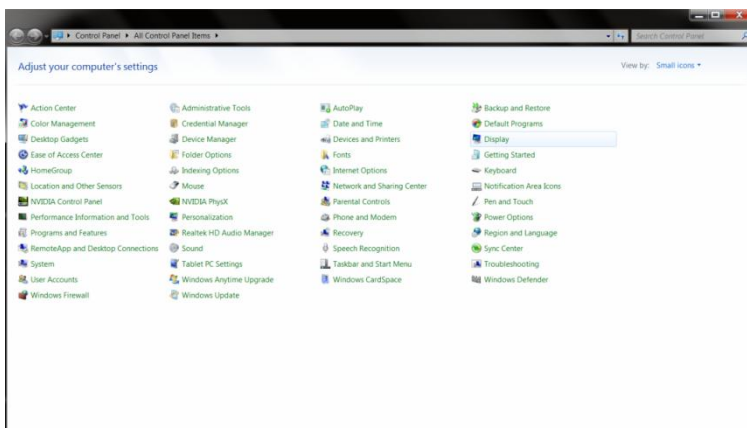 Control Panel ▸ All Control Panel Items ▸ Search Control Panel
Adjust your computer's settings View by: Small icons
Action Center Administrative Tools AutoPlay Backup and Restore
Color Management Credential Manager Date and Time Default Programs
Desktop Gadgets Device Manager Devices and Printers Display
Ease of Access Center Folder Options Fonts Getting Started
HomeGroup Indexing Options Internet Options Keyboard
Location and Other Sensors Mouse Network and Sharing Center Notification Area Icons
NVIDIA Control Panel NVIDIA PhysX Parental Controls Pen and Touch
Performance Information and Tools Personalization Phone and Modem Power Options
Programs and Features Realtek HD Audio Manager Recovery Region and Language
RemoteApp and Desktop Connections Sound Speech Recognition Sync Center
System Tablet PC Settings Taskbar and Start Menu Troubleshooting
User Accounts Windows Anytime Upgrade Windows CardSpace Windows Defender
Windows Firewall Windows Update